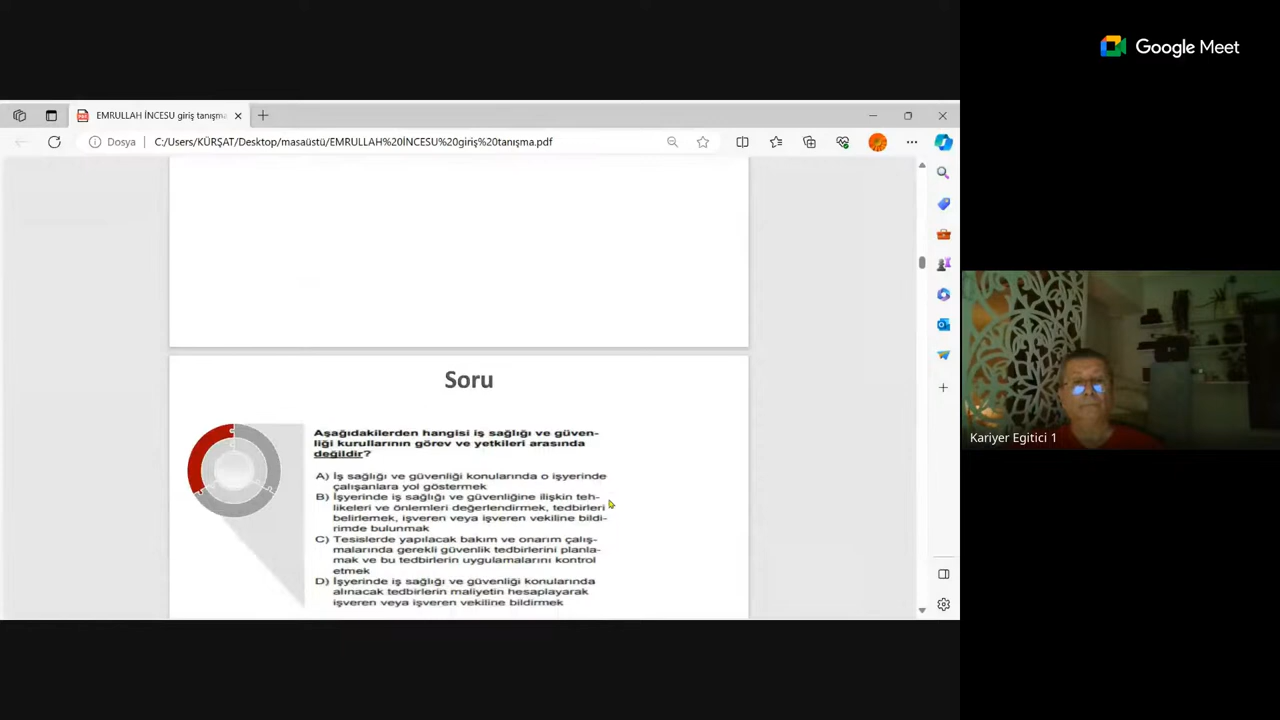 Google Meet
EMRULLAH İNCESU giriş tanışma
Dosya
C:/Users/KÜRŞAT/Desktop/masaüstü/EMRULLAH%20İNCESU%20giriş%20tanışma.pdf
Soru
Aşağıdakilerden hangisi iş sağlığı ve güven-
liği kurullarının görev ve yetkileri arasında
değildir?
A) İş sağlığı ve güvenliği konularında o işyerinde
çalışanlara yol göstermek
B) İşyerinde iş sağlığı ve güvenliğine ilişkin teh-
likeleri ve önlemleri değerlendirmek, tedbirleri
belirlemek, işveren veya işveren vekiline bildi-
rimde bulunmak
C) Tesislerde yapılacak bakım ve onarım çalış-
malarında gerekli güvenlik tedbirlerini planla-
mak ve bu tedbirlerin uygulamalarını kontrol
etmek
D) İşyerinde iş sağlığı ve güvenliği konularında
alınacak tedbirlerin maliyetin hesaplayarak
işveren veya işveren vekiline bildirmek
Kariyer Egitici 1